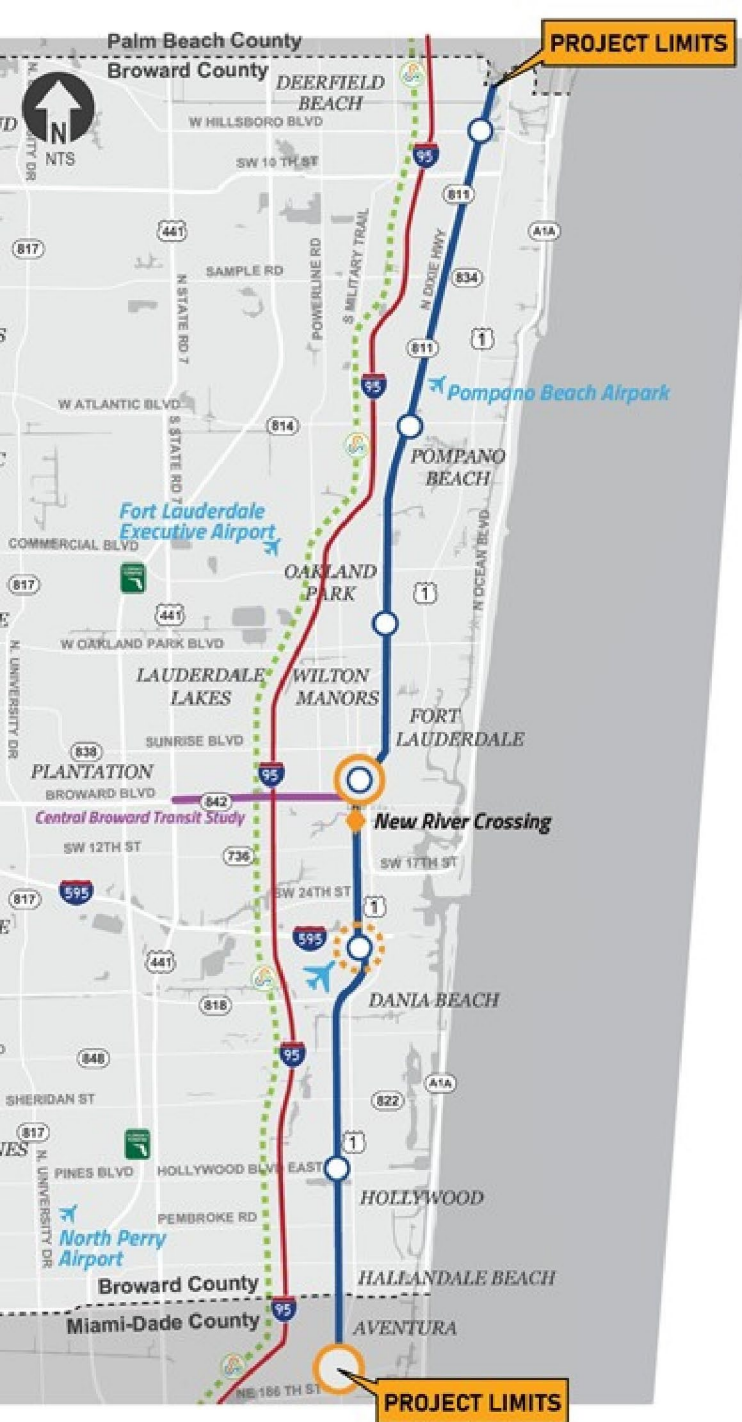 PROJECT LIMITS
Palm Beach County
Broward County
DEERFIELD
BEACH
W HILLSBORO BLVD
N
NTS
95
SW 10 TH ST
811
441
A1A
817
N STATE RD 7
SAMPLE RD
POWERLINE RD
S MILITARY TRAIL
N DIXIE HWY
834
811
1
95
Pompano Beach Airpark
W ATLANTIC BLVD
S STATE RD 7
814
POMPANO
BEACH
Fort Lauderdale
Executive Airport
COMMERCIAL BLVD
N OCEAN BLVD
OAKLAND
PARK
817
1
441
W OAKLAND PARK BLVD
N. UNIVERSITY DR
LAUDERDALE
LAKES
WILTON
MANORS
FORT
LAUDERDALE
SUNRISE BLVD
838
PLANTATION
95
BROWARD BLVD
842
Central Broward Transit Study
New River Crossing
SW 12TH ST
736
SW 17TH ST
595
SW 24TH ST
817
1
595
441
DANIA BEACH
818
95
848
A1A
SHERIDAN ST
822
817
1
N. UNIVERSITY DR
PINES BLVD
HOLLYWOOD BLVD EAST
HOLLYWOOD
PEMBROKE RD
North Perry
Airport
Broward County
HALLANDALE BEACH
95
Miami-Dade County
AVENTURA
NE 186 TH ST
PROJECT LIMITS